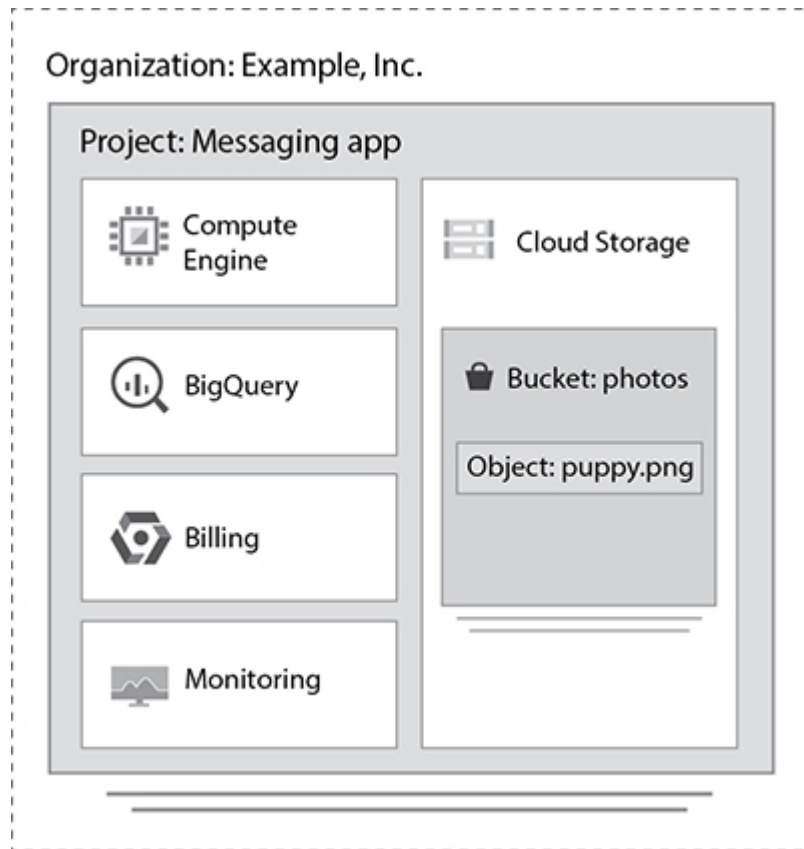 Organization: Example, Inc.
Project: Messaging app
Compute
Engine
BigQuery
Billing
Monitoring
Cloud Storage
Bucket: photos
Object: puppy.png